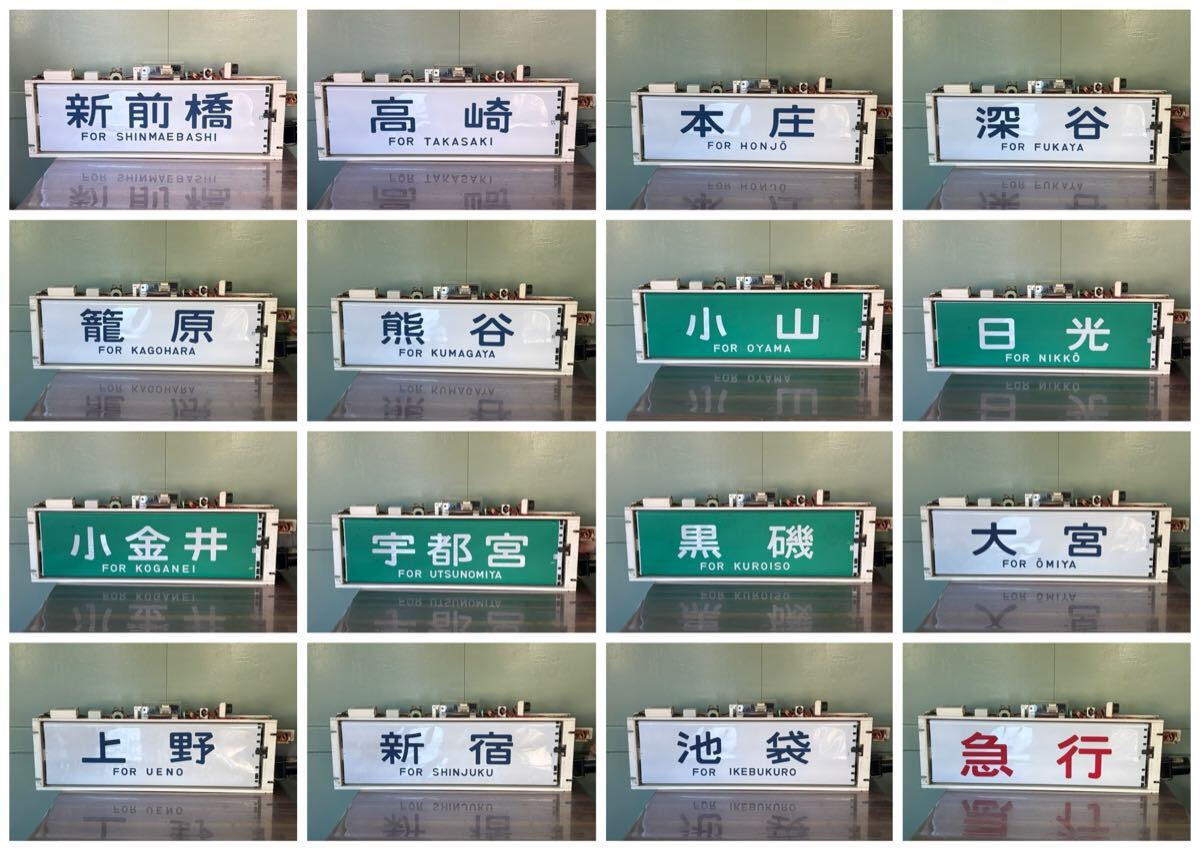 新前橋
FOR SHINMAEBASHI
高崎
FOR TAKASAKI
本庄
FOR HONJŌ
深谷
FOR FUKAYA
籠原
FOR KAGOHARA
熊谷
FOR KUMAGAYA
小山
FOR OYAMA
日光
FOR NIKKŌ
小金井
FOR KOGANEI
宇都宮
FOR UTSUNOMIYA
黒磯
FOR KUROISO
大宮
FOR ŌMIYA
上野
FOR UENO
新宿
FOR SHINJUKU
池袋
FOR IKEBUKURO
急行